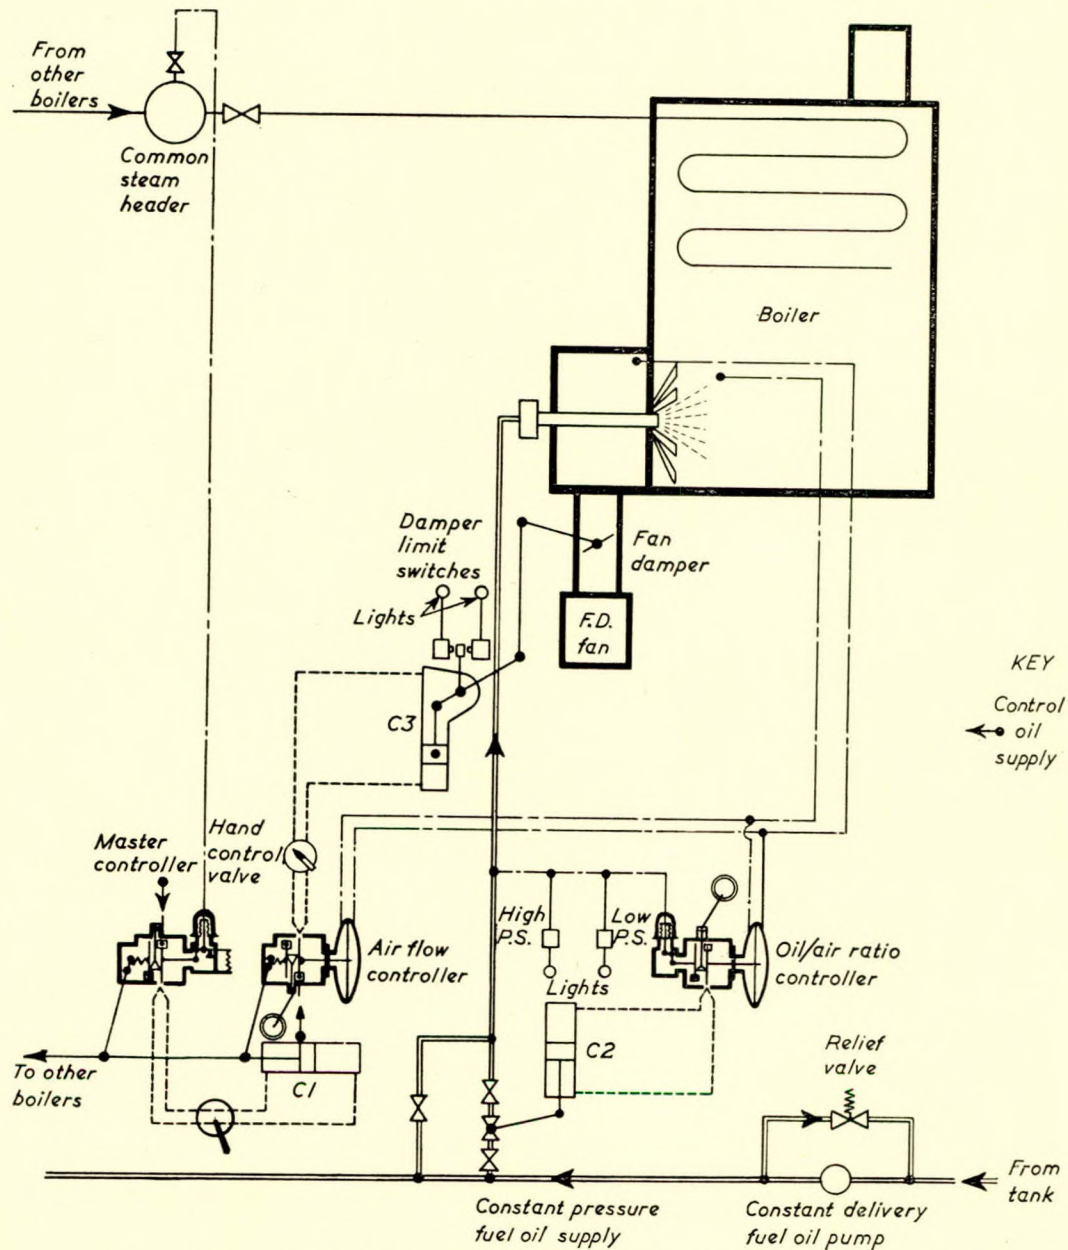 From
other
boilers
Common
steam
header
Boiler
Damper
limit
switches
Lights
Fan
damper
F.D.
fan
KEY
Control
oil
supply
C3
Hand
control
valve
Master
controller
Air flow
controller
High
P.S.
Low
P.S.
Lights
Oil/air ratio
controller
C2
C1
To other
boilers
Relief
valve
From
tank
Constant pressure
fuel oil supply
Constant delivery
fuel oil pump